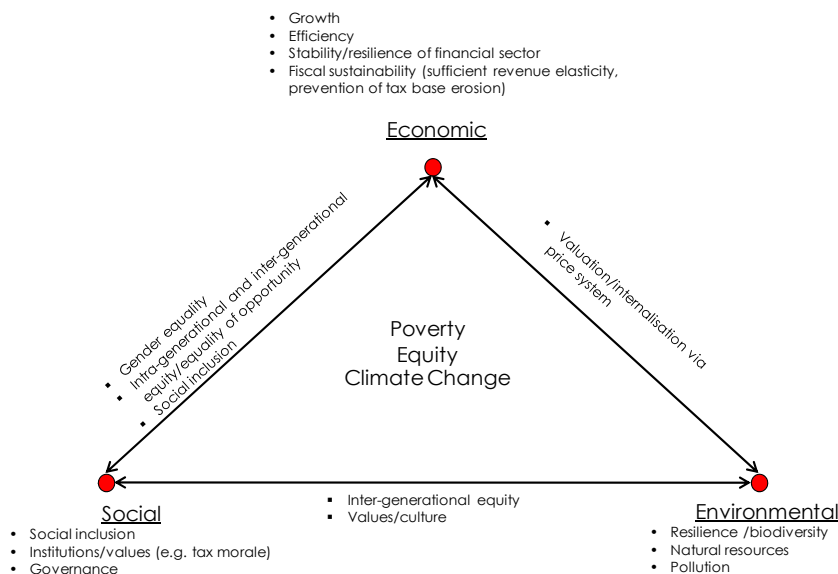 • Growth
• Efficiency
• Stability/resilience of financial sector
• Fiscal sustainability (sufficient revenue elasticity,
prevention of tax base erosion)
Economic
▪ Gender equality
▪ Intra-generational and inter-generational
equity/equality of opportunity
▪ Social inclusion
▪ Valuation/internalisation via
price system
Poverty
Equity
Climate Change
▪ Inter-generational equity
▪ Values/culture
Social
• Social inclusion
• Institutions/values (e.g. tax morale)
• Governance
Environmental
• Resilience /biodiversity
• Natural resources
• Pollution